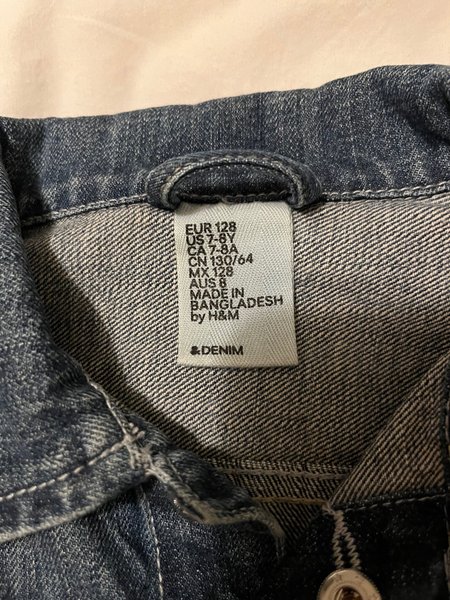 EUR 128
US 7-8Y
CA 7-8A
CN 130/64
MX 128
AUS 8
MADE IN
BANGLADESH
by H&M
&DENIM